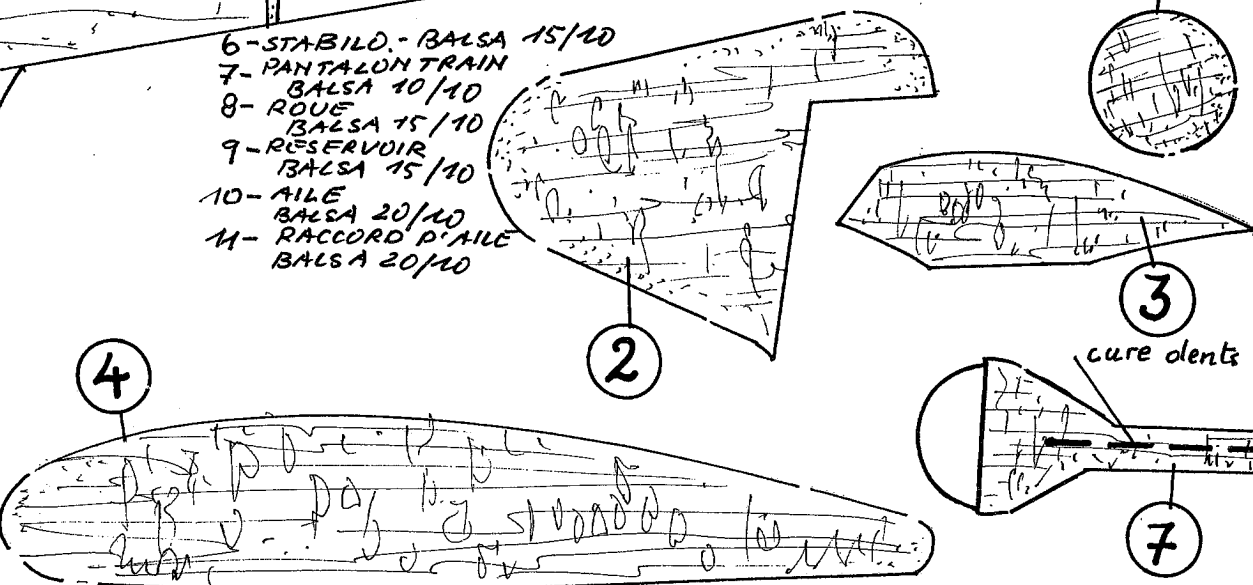 6-STABILO.- BALSA 15/10
7- PANTALON TRAIN
BALSA 10/10
8- ROUE
BALSA 15/10
9- RESERVOIR
BALSA 15/10
10- AILE
BALSA 20/10
11- RACCORD D'AILE
BALSA 20/10
2
3
cure dents
4
7